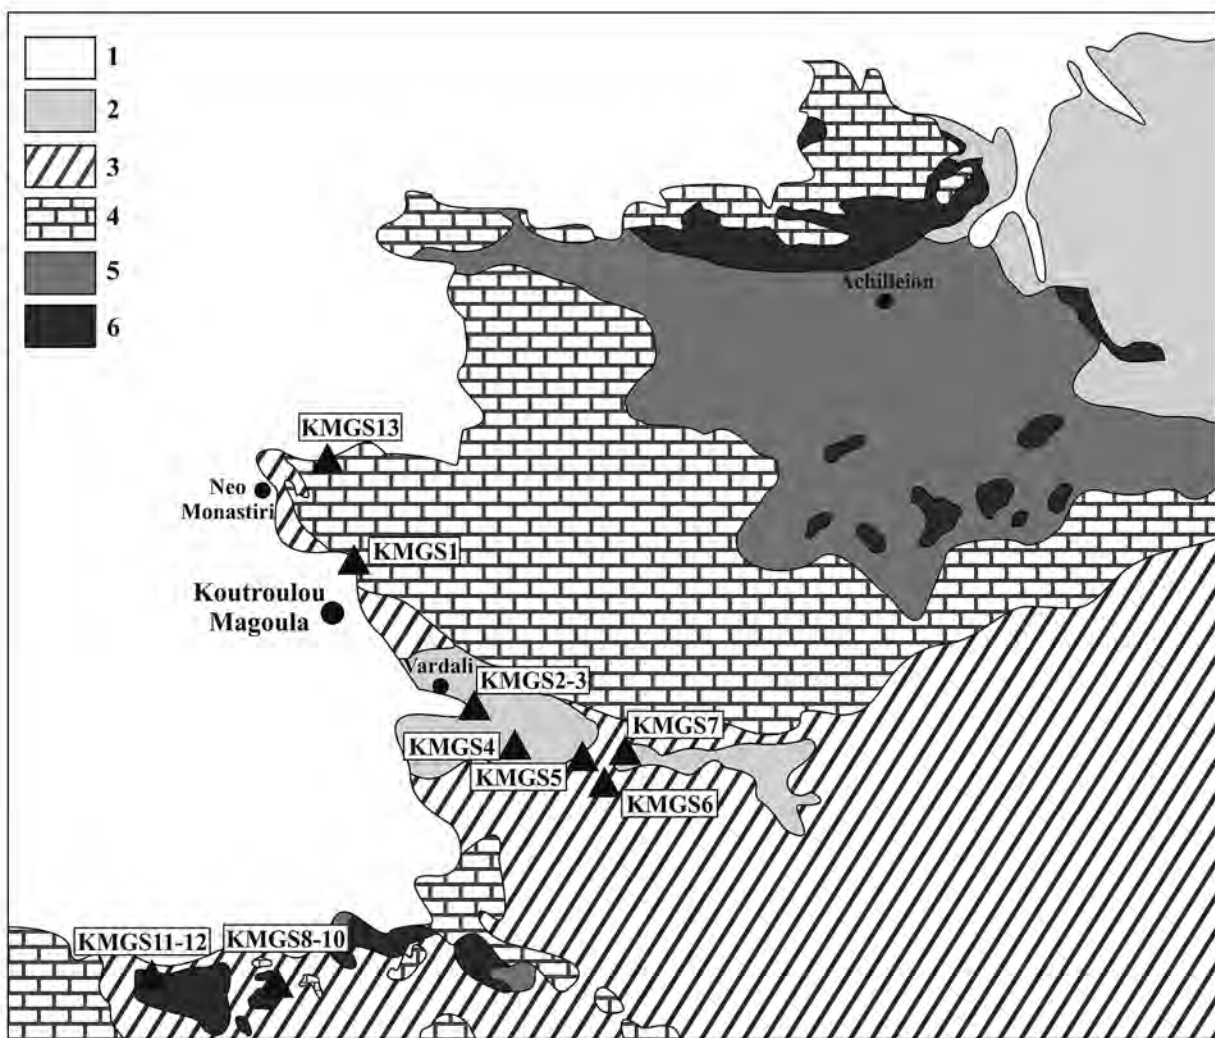 1
2
3
4
5
6
Achilleion
KMGS13
Neo
Monastiri
KMGS1
Koutroulou
Magoula
Vardali
KMGS2-3
KMGS7
KMGS4
KMGS5
KMGS6
KMGS11-12
KMGS8-10